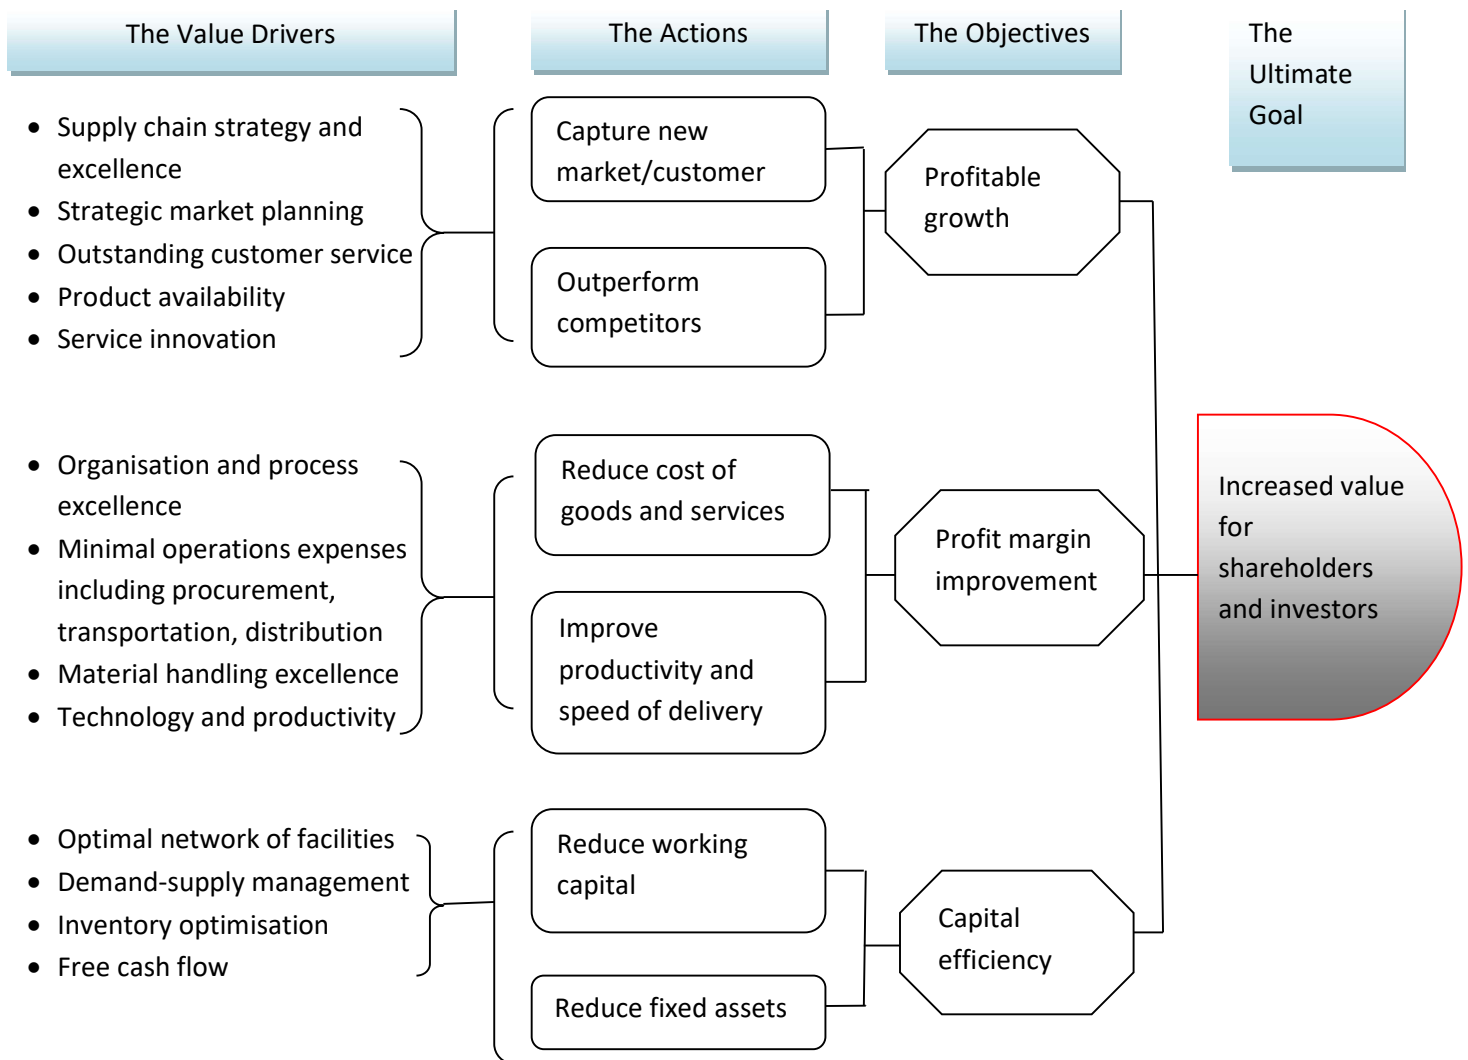 The Value Drivers
The Actions
The Objectives
The
Ultimate
Goal
• Supply chain strategy and
excellence
• Strategic market planning
• Outstanding customer service
• Product availability
• Service innovation
Capture new
market/customer
Outperform
competitors
Profitable
growth
• Organisation and process
excellence
• Minimal operations expenses
including procurement,
transportation, distribution
• Material handling excellence
• Technology and productivity
Reduce cost of
goods and services
Improve
productivity and
speed of delivery
Profit margin
improvement
Increased value
for
shareholders
and investors
• Optimal network of facilities
• Demand-supply management
• Inventory optimisation
• Free cash flow
Reduce working
capital
Reduce fixed assets
Capital
efficiency